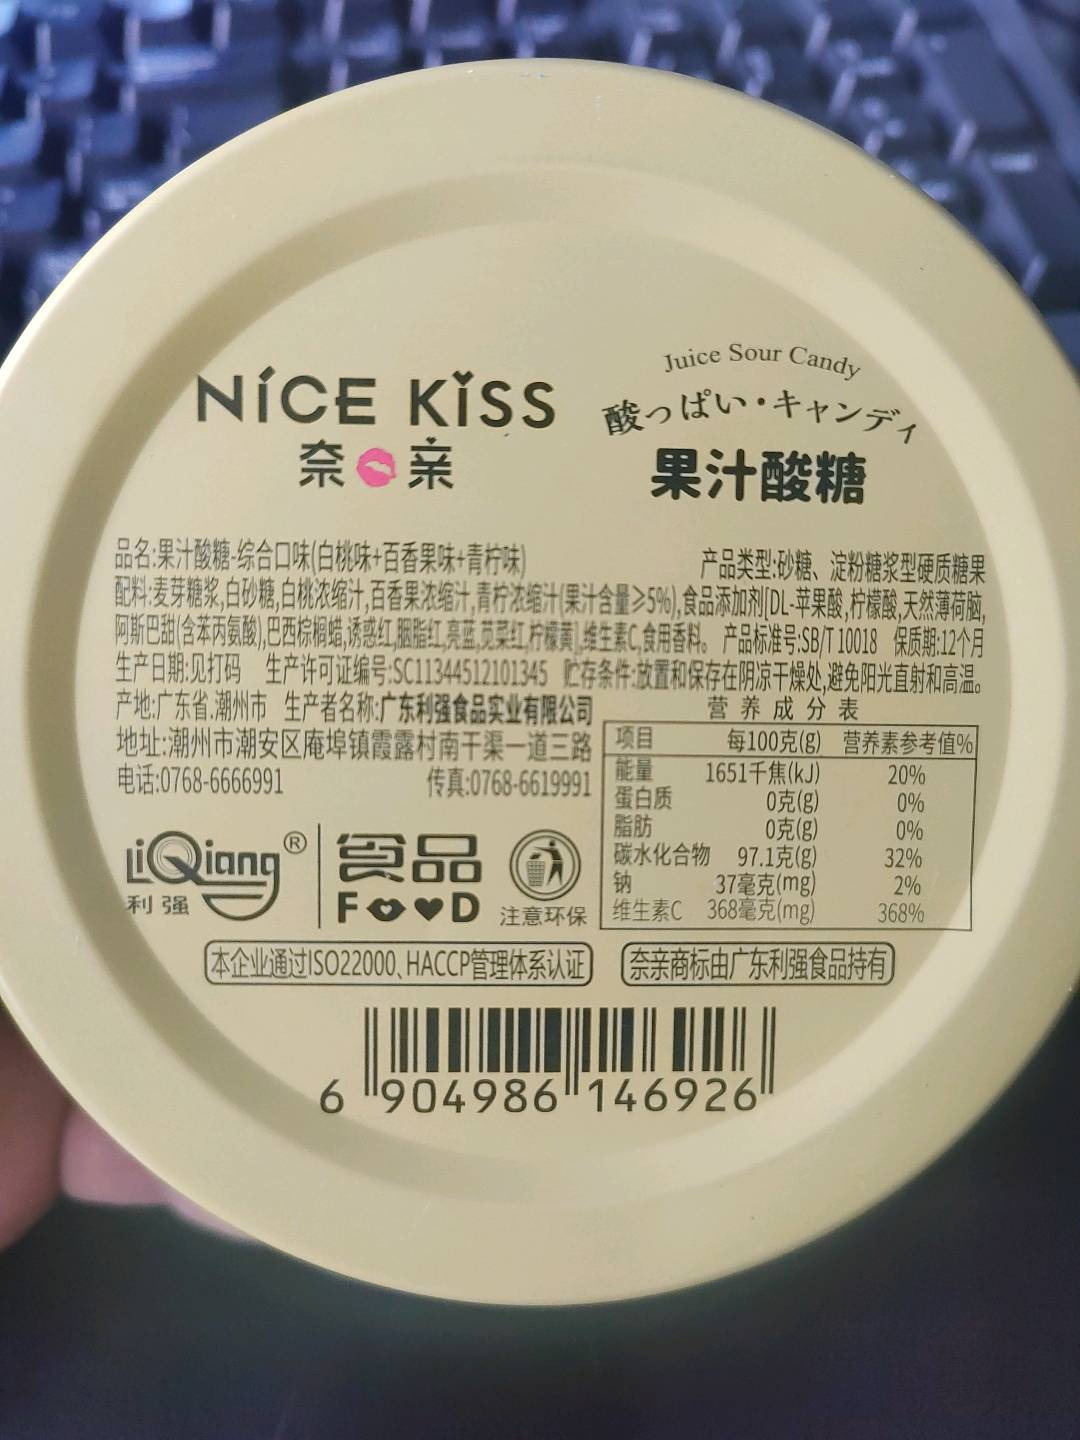 NICE KISS
奈亲
Juice Sour Candy
酸っぱい・キャンディ
果汁酸糖
品名:果汁酸糖-综合口味(白桃味+百香果味+青柠味) 产品类型:砂糖、淀粉糖浆型硬质糖果
配料:麦芽糖浆,白砂糖,白桃浓缩汁,百香果浓缩汁,青柠浓缩汁(果汁含量≥5%),食品添加剂[DL-苹果酸,柠檬酸,天然薄荷脑,
阿斯巴甜(含苯丙氨酸),巴西棕榈蜡,诱惑红,胭脂红,亮蓝,苋菜红,柠檬黄],维生素C,食用香料。 产品标准号:SB/T 10018 保质期:12个月
生产日期:见打码 生产许可证编号:SC11344512101345 贮存条件:放置和保存在阴凉干燥处,避免阳光直射和高温。
产地:广东省.潮州市 生产者名称:广东利强食品实业有限公司
地址:潮州市潮安区庵埠镇霞露村南干渠一道三路
电话:0768-6666991 传真:0768-6619991
营养成分表
项目 每100克(g) 营养素参考值%
能量 1651千焦(kJ) 20%
蛋白质 0克(g) 0%
脂肪 0克(g) 0%
碳水化合物 97.1克(g) 32%
钠 37毫克(mg) 2%
维生素C 368毫克(mg) 368%
LiQiang®
利强
食品
FOOD
注意环保
本企业通过ISO22000、HACCP管理体系认证
奈亲商标由广东利强食品持有
6 904986 146926